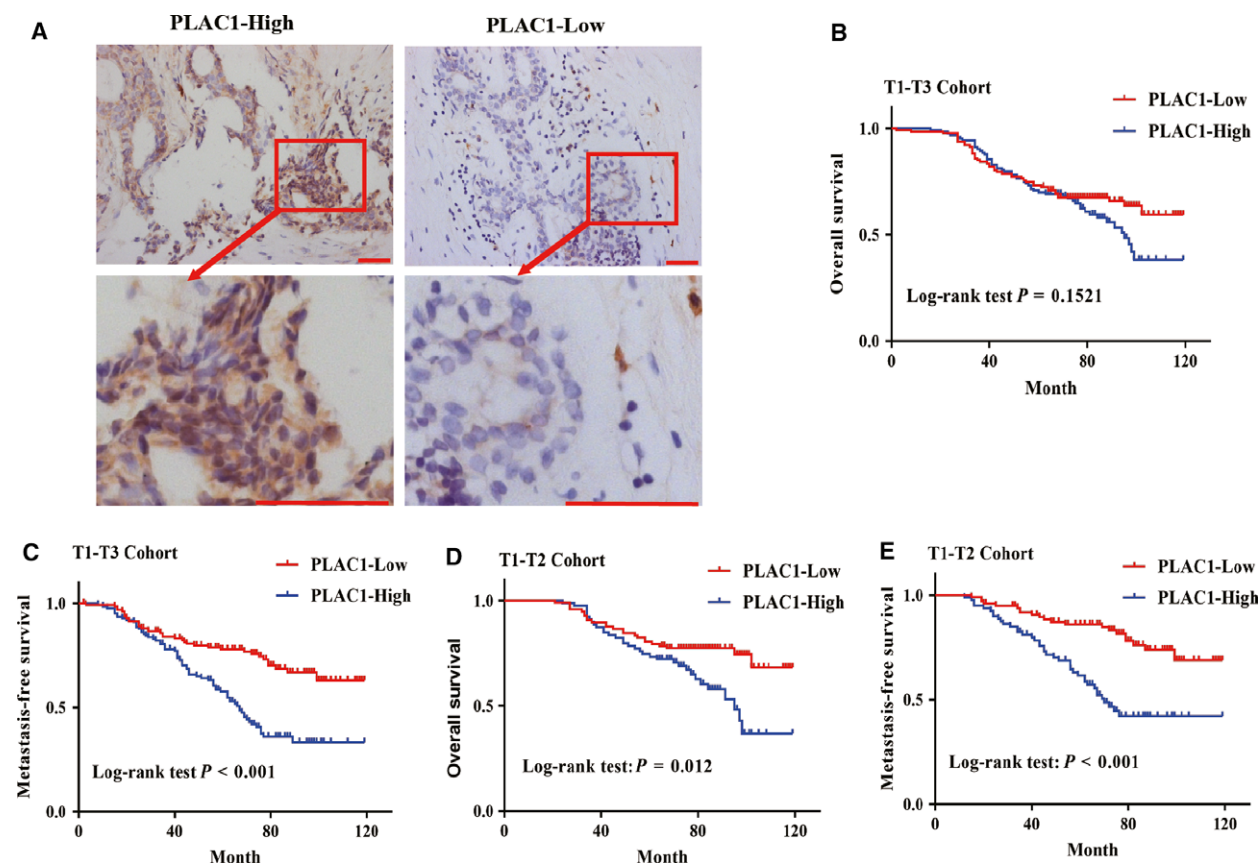 A
PLAC1-High
PLAC1-Low
B
T1-T3 Cohort
PLAC1-Low
PLAC1-High
1.0
0.5
0.0
Overall survival
Log-rank test P = 0.1521
0
40
80
120
Month
C
T1-T3 Cohort
PLAC1-Low
PLAC1-High
1.0
0.5
0.0
Metastasis-free survival
Log-rank test P < 0.001
0
40
80
120
Month
D
T1-T2 Cohort
PLAC1-Low
PLAC1-High
1.0
0.5
0.0
Overall survival
Log-rank test: P = 0.012
0
40
80
120
Month
E
T1-T2 Cohort
PLAC1-Low
PLAC1-High
1.0
0.5
0.0
Metastasis-free survival
Log-rank test: P < 0.001
0
40
80
120
Month